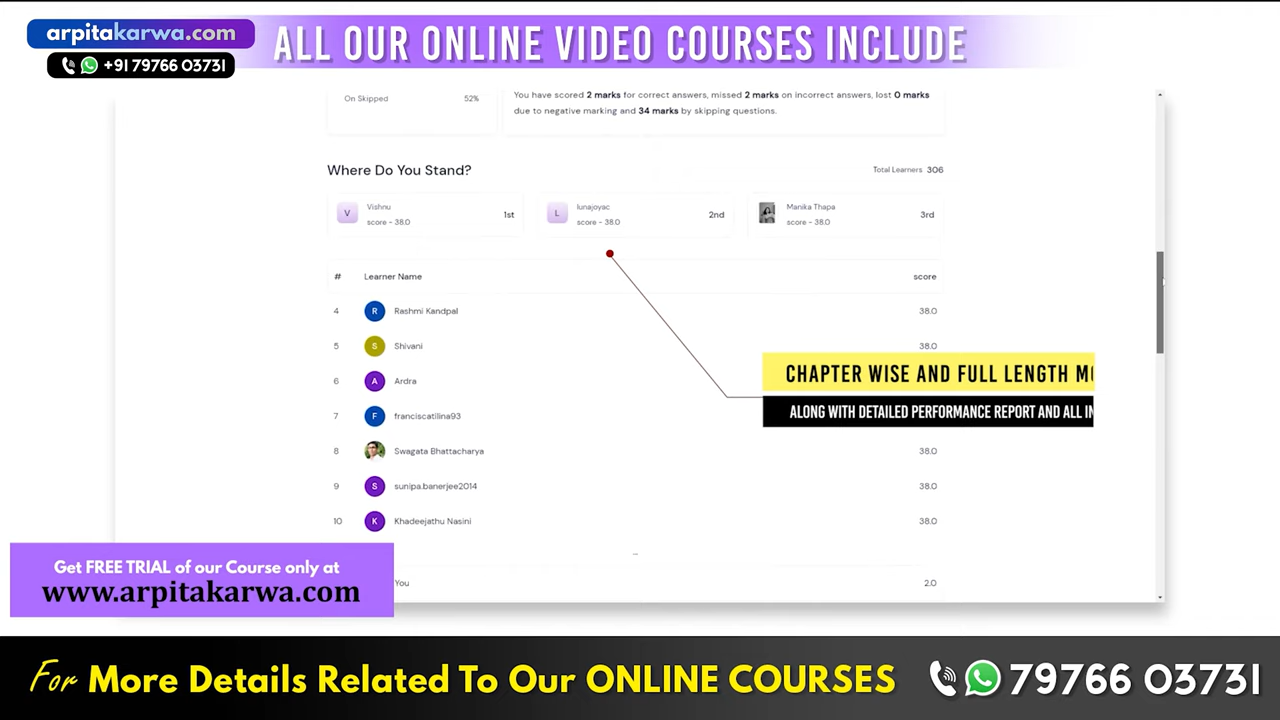 arpitakarwa.com
+91 79766 03731
ALL OUR ONLINE VIDEO COURSES INCLUDE
On Skipped 52%
You have scored 2 marks for correct answers, missed 2 marks on incorrect answers, lost 0 marks
due to negative marking and 34 marks by skipping questions.
Where Do You Stand?
Total Learners 306
V Vishnu score - 38.0 1st
L lunajoyac score - 38.0 2nd
Manika Thapa score - 38.0 3rd
# Learner Name score
4 R Rashmi Kandpal 38.0
5 S Shivani 38.0
6 A Ardra
7 F franciscatilina93
8 Swagata Bhattacharya 38.0
9 S sunipa.banerjee2014 38.0
10 K Khadeejathu Nasini 38.0
...
You 2.0
CHAPTER WISE AND FULL LENGTH
ALONG WITH DETAILED PERFORMANCE REPORT AND ALL
Get FREE TRIAL of our Course only at
www.arpitakarwa.com
For More Details Related To Our ONLINE COURSES 79766 03731